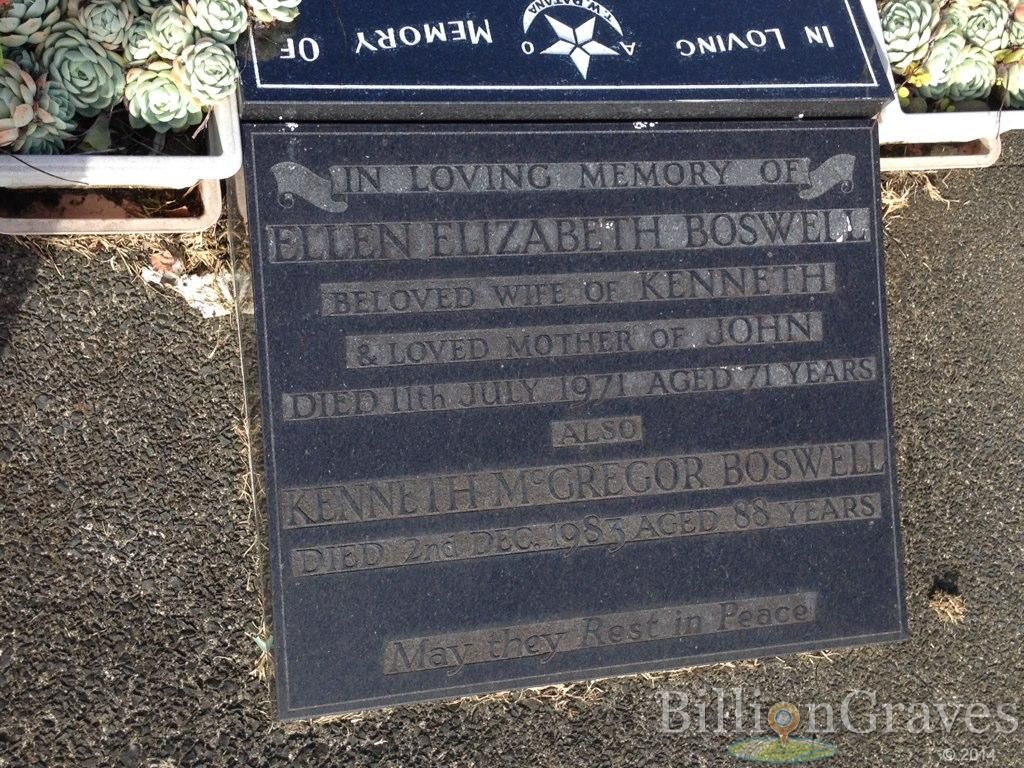 IN LOVING MEMORY OF
T.W RATANA
A O
IN LOVING MEMORY OF
ELLEN ELIZABETH BOSWELL
BELOVED WIFE OF KENNETH
& LOVED MOTHER OF JOHN
DIED 11th JULY 1971 AGED 71 YEARS
ALSO
KENNETH McGREGOR BOSWELL
DIED 2nd DEC. 1983 AGED 88 YEARS
May they Rest in Peace
BillionGraves
© 2014